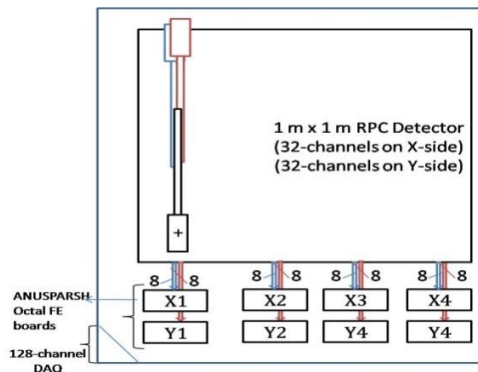 1 m x 1 m RPC Detector
(32-channels on X-side)
(32-channels on Y-side)
+
8 8 8 8 8 8 8 8
ANUSPARSH
Octal FE
boards
X1 X2 X3 X4
Y1 Y2 Y4 Y4
128-channel
DAQ